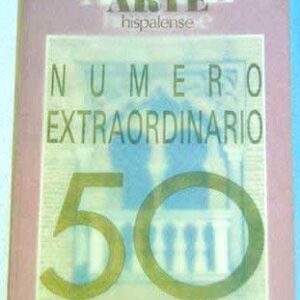 ARTE
hispalense
NUMERO
EXTRAORDINARIO
50